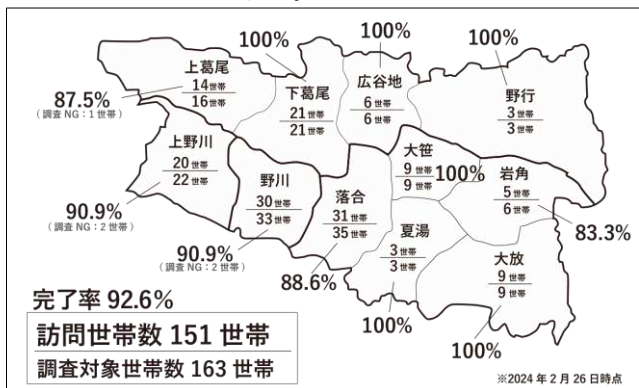 100%
100%
100%
上葛尾
14世帯
16世帯
87.5%
（調査NG：1世帯）
下葛尾
21世帯
21世帯
広谷地
6世帯
6世帯
野行
3世帯
3世帯
上野川
20世帯
22世帯
90.9%
（調査NG：2世帯）
野川
30世帯
33世帯
90.9%
（調査NG：2世帯）
落合
31世帯
35世帯
88.6%
大笹
9世帯
9世帯
100%
岩角
5世帯
6世帯
83.3%
夏湯
3世帯
3世帯
100%
大放
9世帯
9世帯
100%
完了率 92.6%
訪問世帯数 151 世帯
調査対象世帯数 163 世帯
※2024 年 2 月 26 日時点